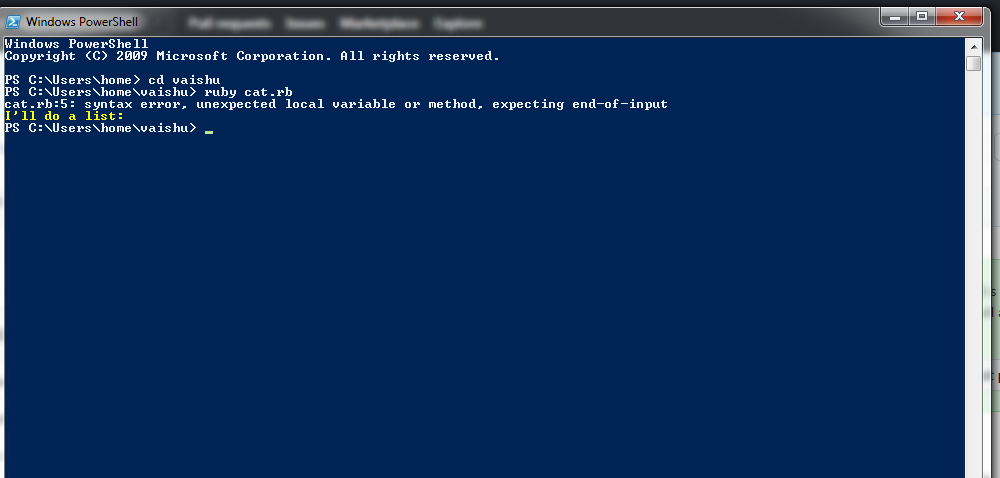 Windows PowerShell
Pull requests Issues Marketplace Explore
Windows PowerShell
Copyright (C) 2009 Microsoft Corporation. All rights reserved.
PS C:\Users\home> cd vaishu
PS C:\Users\home\vaishu> ruby cat.rb
cat.rb:5: syntax error, unexpected local variable or method, expecting end-of-input
I'll do a list:
PS C:\Users\home\vaishu>